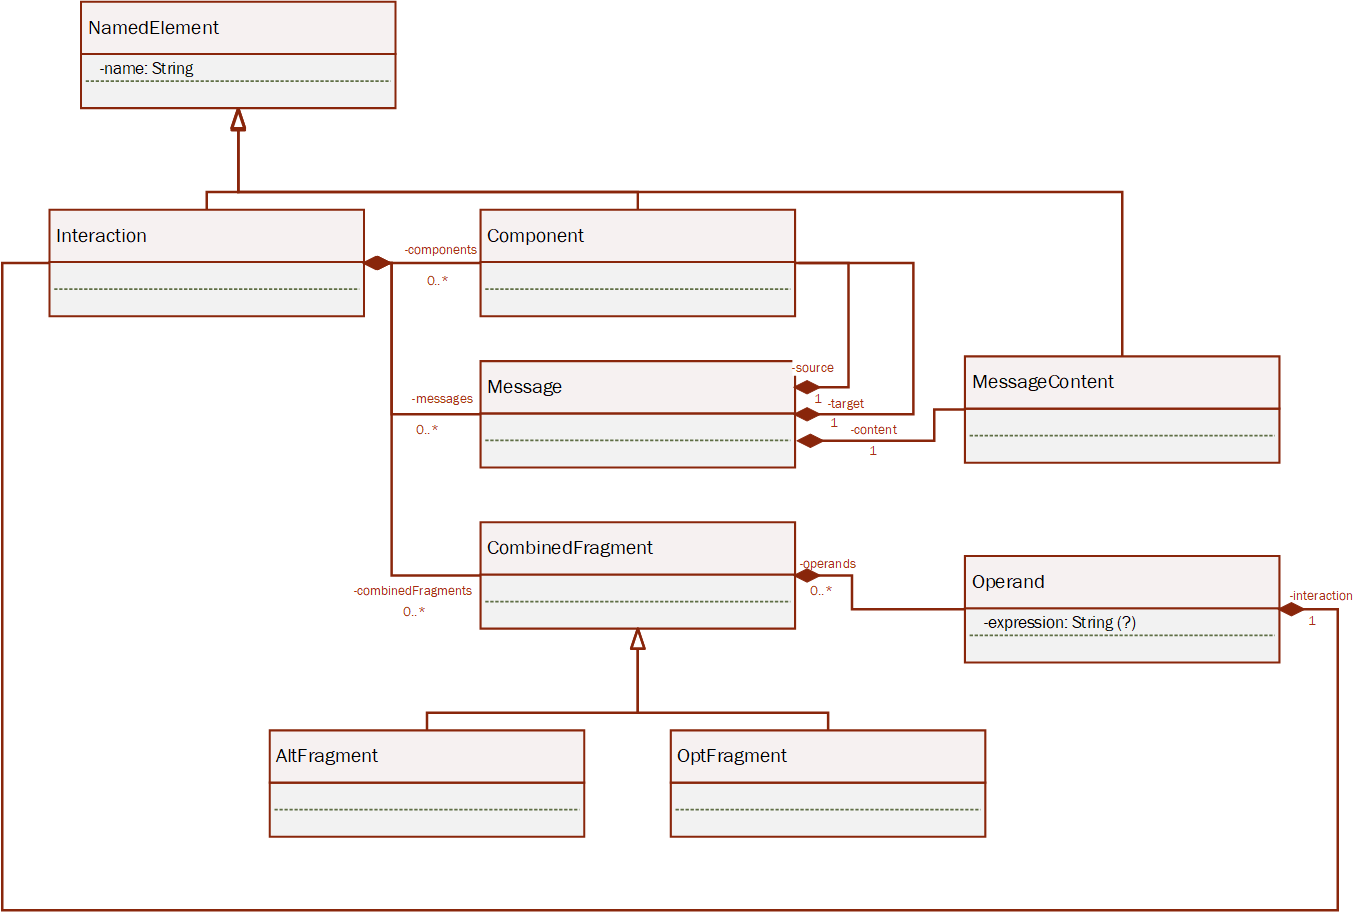 NamedElement
-name: String
Interaction
-components
0..*
Component
-source
1
-target
1
-content
1
Message
-messages
0..*
MessageContent
CombinedFragment
-combinedFragments
0..*
-operands
0..*
Operand
-expression: String (?)
-interaction
1
AltFragment
OptFragment